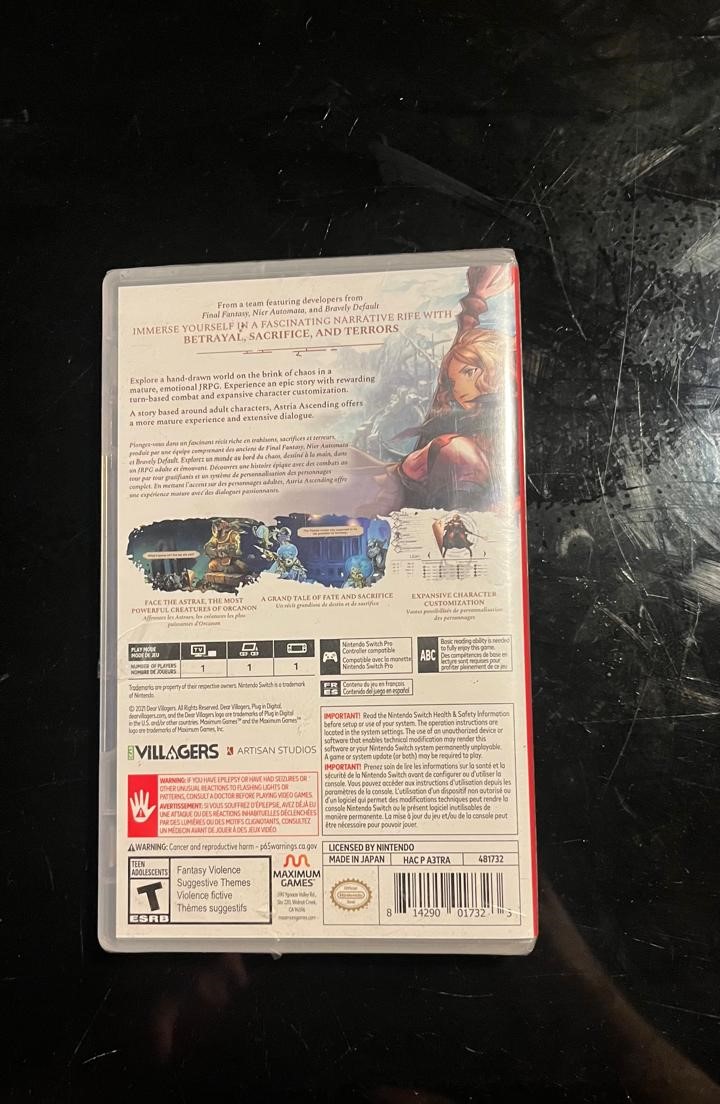 From a team featuring developers from
Final Fantasy, Nier Automata, and Bravely Default
IMMERSE YOURSELF IN A FASCINATING NARRATIVE RIFE WITH
BETRAYAL, SACRIFICE, AND TERRORS
Explore a hand-drawn world on the brink of chaos in a
mature, emotional JRPG. Experience an epic story with rewarding
turn-based combat and expansive character customization.
A story based around adult characters, Astria Ascending offers
a more mature experience and extensive dialogue.
Plongez-vous dans un fascinant récit riche en trahisons, sacrifices et terreurs,
produit par une équipe comprenant des anciens de Final Fantasy, Nier Automata
et Bravely Default. Explorez un monde au bord du chaos, dessiné à la main, dans
un JRPG adulte et émouvant. Découvrez une histoire épique avec des combats au
tour par tour gratifiants et un système de personnalisation des personnages
complet. En mettant l'accent sur des personnages adultes, Astria Ascending offre
une expérience mature avec des dialogues passionnants.
FACE THE ASTRAE, THE MOST
POWERFUL CREATURES OF ORCANON
Affrontez les Astraes, les créatures les plus
puissantes d'Orcanon
A GRAND TALE OF FATE AND SACRIFICE
Un récit grandiose de destin et de sacrifice
EXPANSIVE CHARACTER
CUSTOMIZATION
Vastes possibilités de personnalisation
des personnages
PLAY MODE
MODE DE JEU
TV
NUMBER OF PLAYERS
NOMBRE DE JOUEURS
1 1 1
Nintendo Switch Pro
Controller compatible
Compatible avec la manette
Nintendo Switch Pro
ABC
Basic reading ability is needed
to fully enjoy this game.
Des compétences de base en
lecture sont requises pour
profiter pleinement de ce jeu
FR
ES
Contenu du jeu en français.
Contenido del juego en español
Trademarks are property of their respective owners. Nintendo Switch is a trademark
of Nintendo.
© 2021 Dear Villagers. All Rights Reserved. Dear Villagers, Plug in Digital,
dearvillagers.com, and the Dear Villagers logo are trademarks of Plug in Digital
in the U.S. and/or other countries. Maximum Games™ and the Maximum Games™
logo are trademarks of Maximum Games, Inc.
DEAR VILLAGERS
ARTISAN STUDIOS
IMPORTANT! Read the Nintendo Switch Health & Safety Information
before setup or use of your system. The operation instructions are
located in the system settings. The use of an unauthorized device or
software that enables technical modification may render this
software or your Nintendo Switch system permanently unplayable.
A game or system update (or both) may be required to play.
IMPORTANT! Prenez soin de lire les informations sur la santé et la
sécurité de la Nintendo Switch avant de configurer ou d'utiliser la
console. Vous pouvez accéder aux instructions d'utilisation depuis les
paramètres de la console. L'utilisation d'un dispositif non autorisé ou
d'un logiciel qui permet des modifications techniques peut rendre la
console Nintendo Switch ou le présent logiciel inutilisables de
manière permanente. La mise à jour du jeu et/ou de la console peut
être nécessaire pour pouvoir jouer.
WARNING: IF YOU HAVE EPILEPSY OR HAVE HAD SEIZURES OR
OTHER UNUSUAL REACTIONS TO FLASHING LIGHTS OR
PATTERNS, CONSULT A DOCTOR BEFORE PLAYING VIDEO GAMES.
AVERTISSEMENT: SI VOUS SOUFFREZ D'ÉPILEPSIE, AVEZ DÉJÀ EU
UNE ATTAQUE OU DES RÉACTIONS INHABITUELLES DÉCLENCHÉES
PAR DES LUMIÈRES OU DES MOTIFS CLIGNOTANTS, CONSULTEZ
UN MÉDECIN AVANT DE JOUER À DES JEUX VIDÉO.
WARNING: Cancer and reproductive harm - p65warnings.ca.gov
TEEN
ADOLESCENTS
T
ESRB
Fantasy Violence
Suggestive Themes
Violence fictive
Thèmes suggestifs
MAXIMUM
GAMES™
590 Ygnacio Valley Rd.,
Ste 220, Walnut Creek,
CA 94596
maximumgames.com
LICENSED BY NINTENDO
MADE IN JAPAN HAC P A3TRA 481732
Official
Nintendo
Seal
8 14290 01732 3